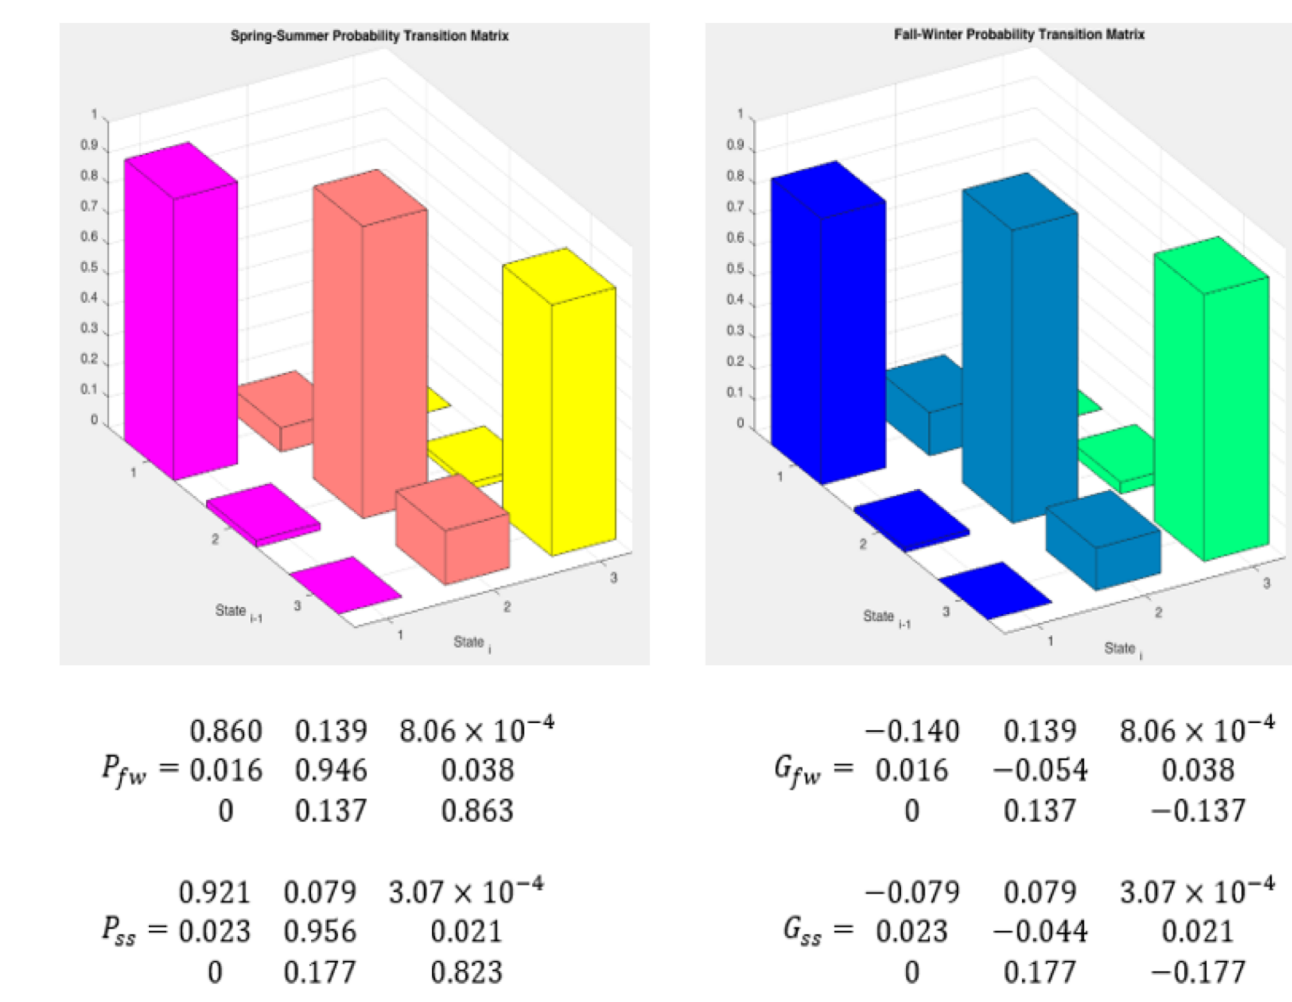 Spring-Summer Probability Transition Matrix
1
0.9
0.8
0.7
0.6
0.5
0.4
0.3
0.2
0.1
0
1
2
3
State i-1
1
2
3
State i
Fall-Winter Probability Transition Matrix
1
0.9
0.8
0.7
0.6
0.5
0.4
0.3
0.2
0.1
0
1
2
3
State i-1
1
2
3
State i
0.860 0.139 8.06 × 10⁻⁴
P_fw = 0.016 0.946 0.038
0 0.137 0.863
−0.140 0.139 8.06 × 10⁻⁴
G_fw = 0.016 −0.054 0.038
0 0.137 −0.137
0.921 0.079 3.07 × 10⁻⁴
P_ss = 0.023 0.956 0.021
0 0.177 0.823
−0.079 0.079 3.07 × 10⁻⁴
G_ss = 0.023 −0.044 0.021
0 0.177 −0.177